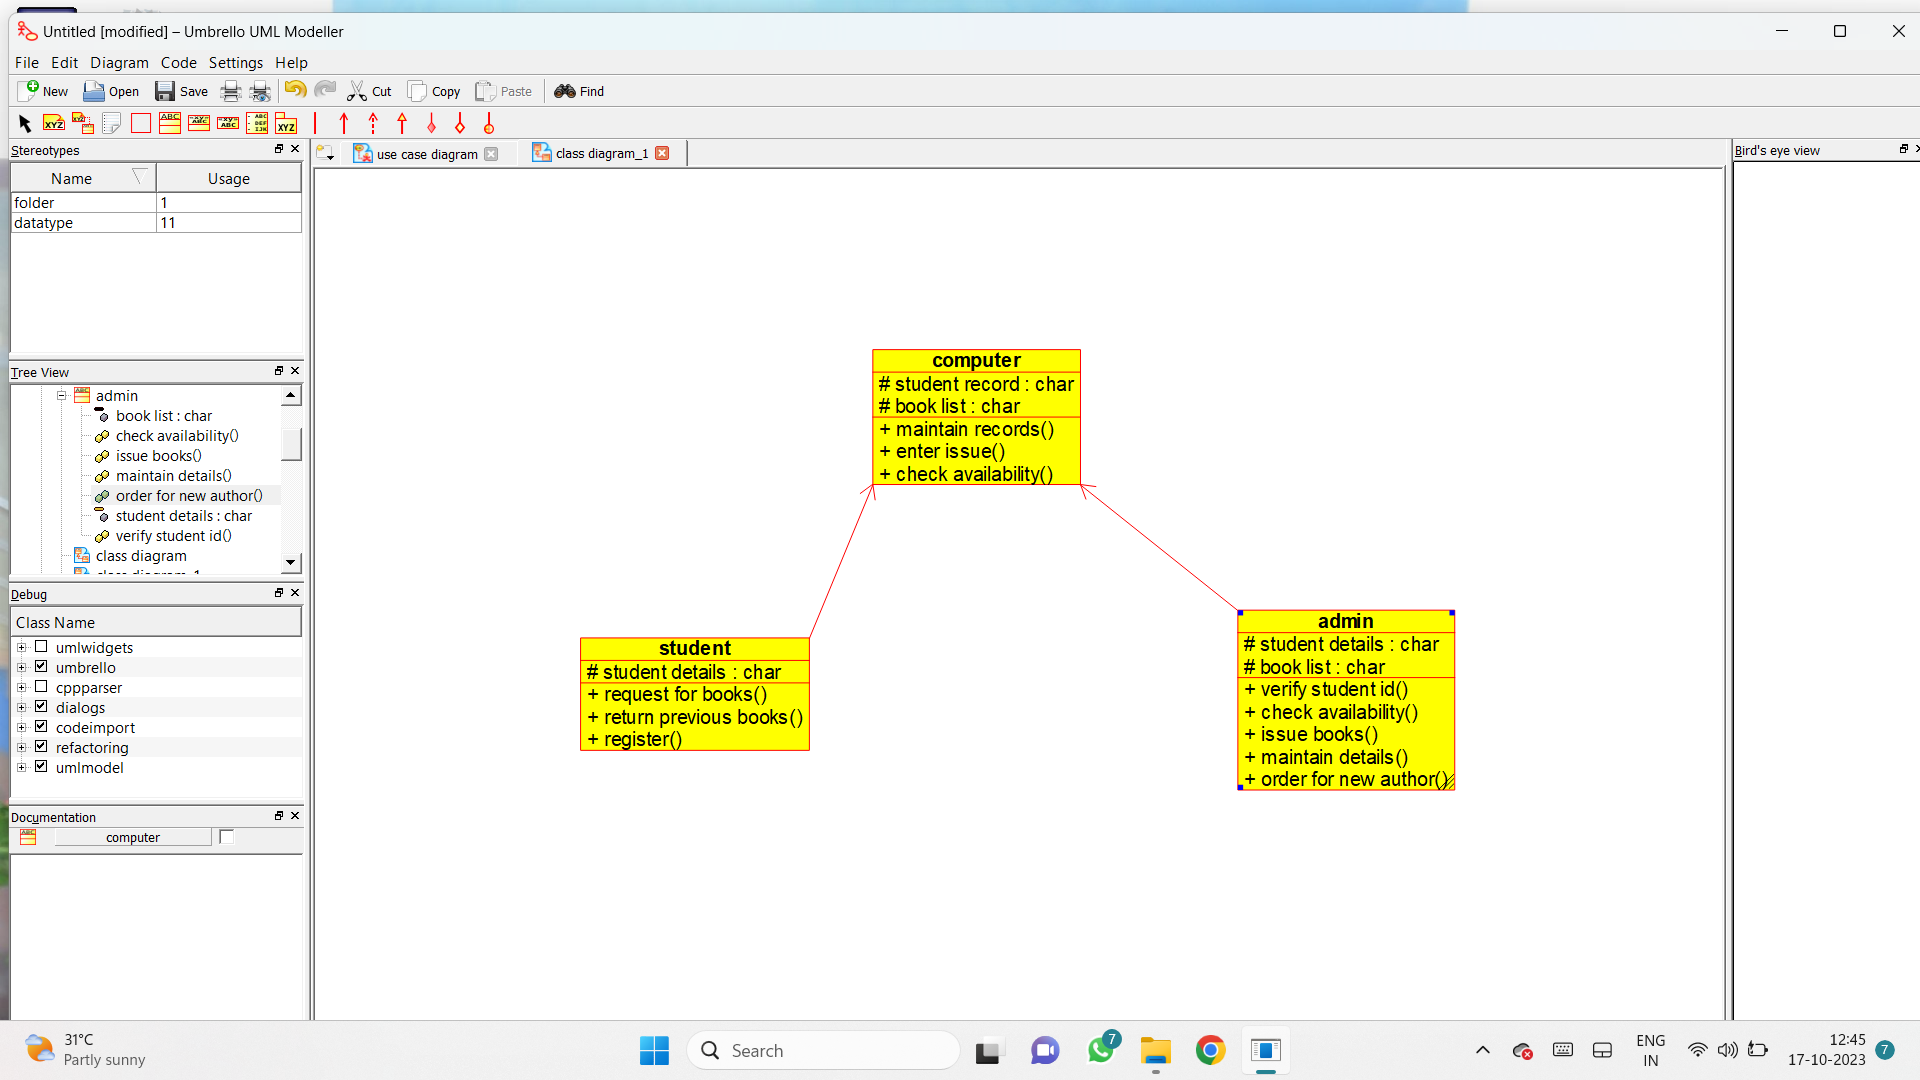 Untitled [modified] – Umbrello UML Modeller
File Edit Diagram Code Settings Help
New Open Save Cut Copy Paste Find
Stereotypes
Name Usage
folder 1
datatype 11
Tree View
admin
book list : char
check availability()
issue books()
maintain details()
order for new author()
student details : char
verify student id()
class diagram
Debug
Class Name
umlwidgets
umbrello
cppparser
dialogs
codeimport
refactoring
umlmodel
Documentation
computer
use case diagram
class diagram_1
computer
# student record : char
# book list : char
+ maintain records()
+ enter issue()
+ check availability()
student
# student details : char
+ request for books()
+ return previous books()
+ register()
admin
# student details : char
# book list : char
+ verify student id()
+ check availability()
+ issue books()
+ maintain details()
+ order for new author()
Bird's eye view
31°C
Partly sunny
Search
7
ENG
IN
12:45
17-10-2023
7